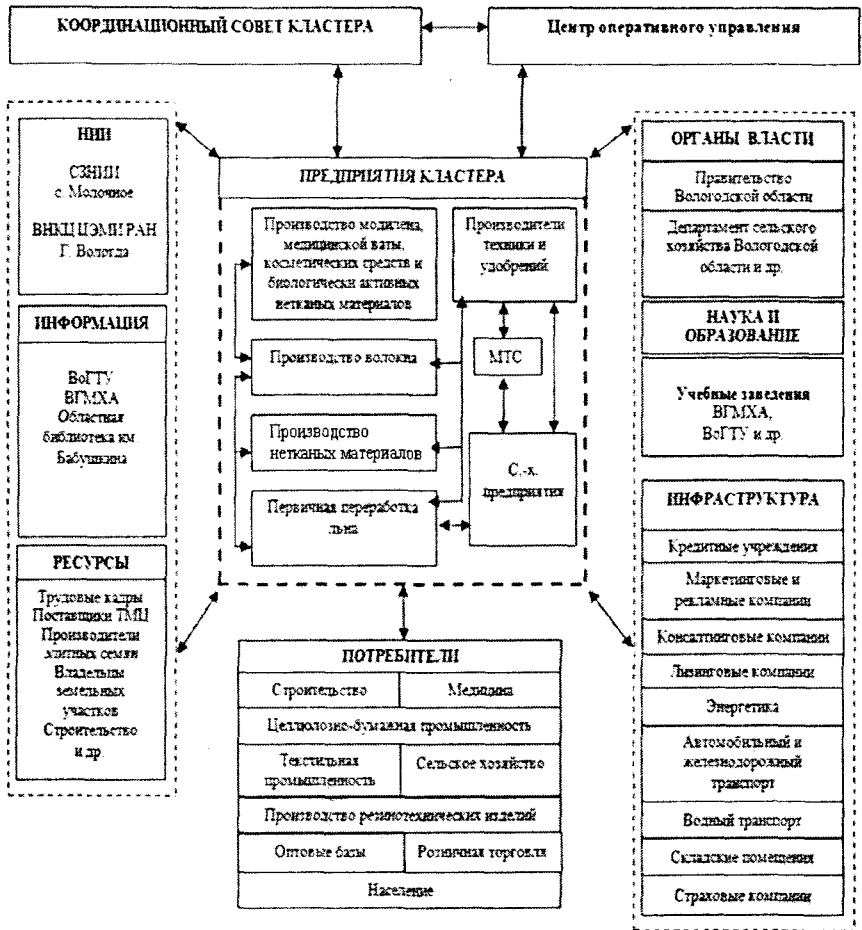 КООРДИНАЦИОННЫЙ СОВЕТ КЛАСТЕРА
Центр оперативного управления
НИИ
СЗНИИ
с. Молочное
ВНКЦ ЦЭМИ РАН
Г. Вологда
ИНФОРМАЦИЯ
ВоГТУ
ВГМХА
Областная
библиотека им
Бабушкина
РЕСУРСЫ
Трудовые кадры
Поставщики ТМЦ
Производители
элитных семян
Владельцы
земельных
участков
Строительство
и др.
ПРЕДПРИЯТИЯ КЛАСТЕРА
Производство модилена,
медицинской ваты,
косметических средств и
биологически активных
нетканых материалов
Производители
техники и
удобрений
Производство волокна
МТС
Производство
нетканых материалов
С.-х.
предприятия
Первичная переработка
льна
ПОТРЕБИТЕЛИ
Строительство
Медицина
Целлюлозно-бумажная промышленность
Текстильная
промышленность
Сельское хозяйство
Производство резинотехнических изделий
Оптовые базы
Розничная торговля
Население
ОРГАНЫ ВЛАСТИ
Правительство
Вологодской области
Департамент сельского
хозяйства Вологодской
области и др.
НАУКА И
ОБРАЗОВАНИЕ
Учебные заведения
ВГМХА,
ВоГТУ и др.
ИНФРАСТРУКТУРА
Кредитные учреждения
Маркетинговые и
рекламные компании
Консалтинговые компании
Лизинговые компании
Энергетика
Автомобильный и
железнодорожный
транспорт
Водный транспорт
Складские помещения
Страховые компании